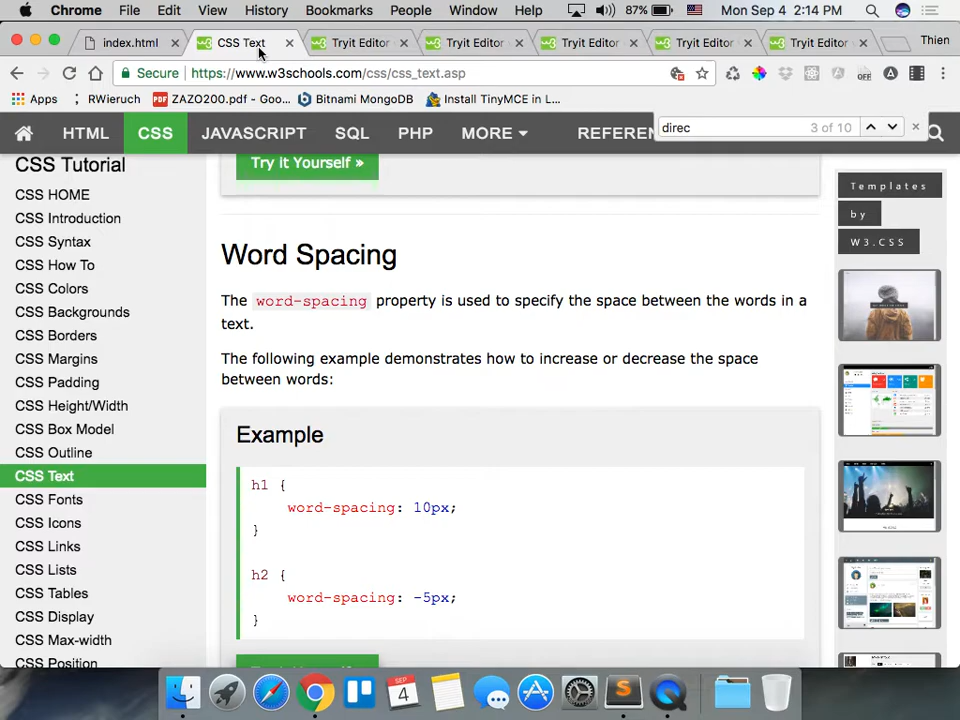 Chrome File Edit View History Bookmarks People Window Help 87% Mon Sep 4 2:14 PM
index.html CSS Text Tryit Editor Tryit Editor Tryit Editor Tryit Editor Tryit Editor Thien
Secure https://www.w3schools.com/css/css_text.asp
Apps RWieruch ZAZO200.pdf - Goo... Bitnami MongoDB Install TinyMCE in L...
direc 3 of 10
HTML CSS JAVASCRIPT SQL PHP MORE REFEREN
CSS Tutorial
CSS HOME
CSS Introduction
CSS Syntax
CSS How To
CSS Colors
CSS Backgrounds
CSS Borders
CSS Margins
CSS Padding
CSS Height/Width
CSS Box Model
CSS Outline
CSS Text
CSS Fonts
CSS Icons
CSS Links
CSS Lists
CSS Tables
CSS Display
CSS Max-width
CSS Position
Try it Yourself »
Word Spacing
The word-spacing property is used to specify the space between the words in a
text.
The following example demonstrates how to increase or decrease the space
between words:
Example
h1 {
word-spacing: 10px;
}
h2 {
word-spacing: -5px;
}
Templates
by
W3.CSS
SEP
4